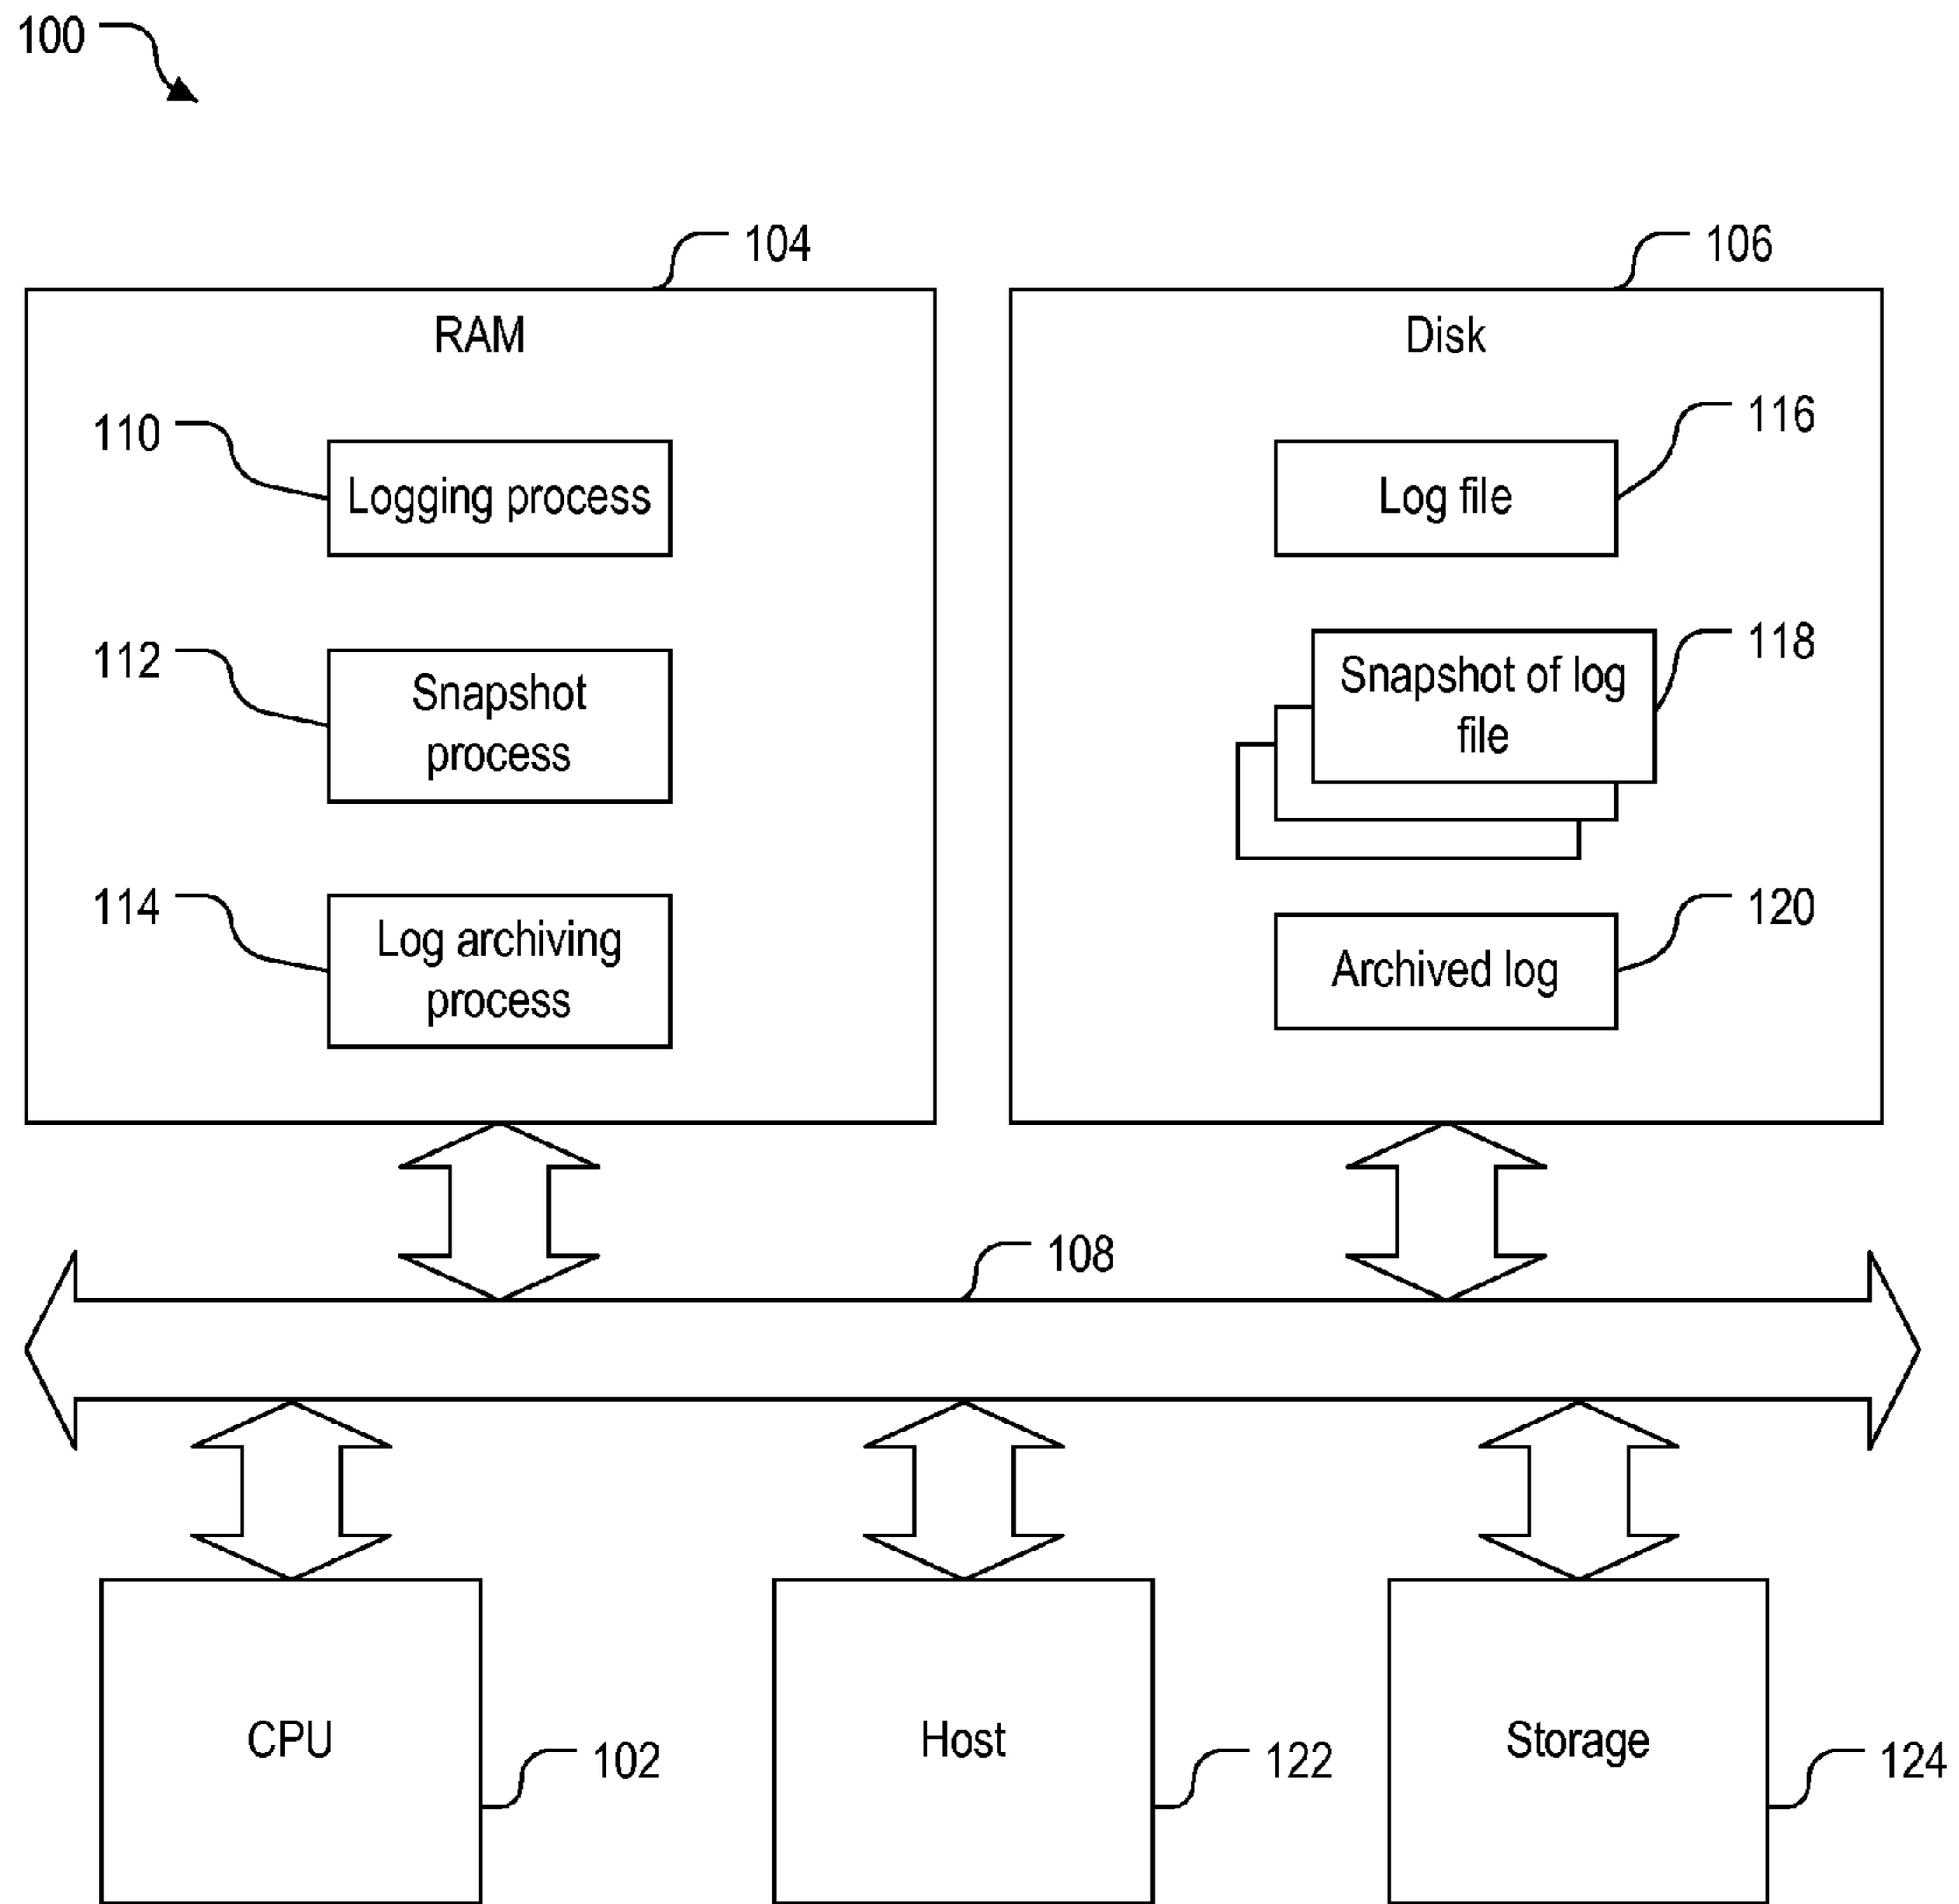 100
104
106
RAM
Disk
110
Logging process
116
Log file
112
Snapshot
process
118
Snapshot of log
file
114
Log archiving
process
120
Archived log
108
CPU
102
Host
122
Storage
124